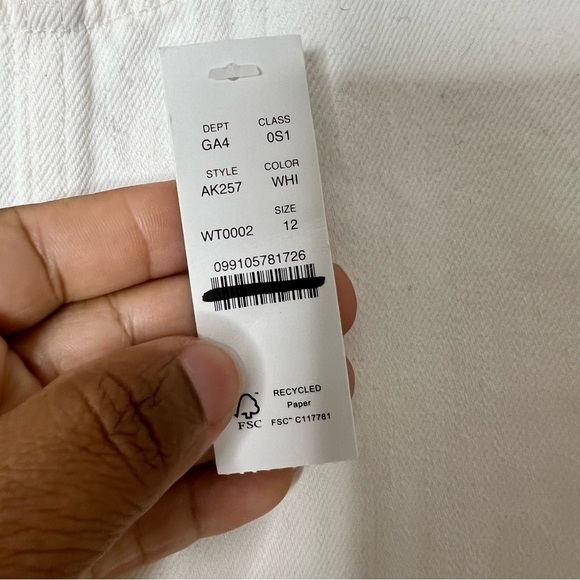 DEPT CLASS
GA4 0S1
STYLE COLOR
AK257 WHI
SIZE
WT0002 12
099105781726
RECYCLED
Paper
FSC™ C117781
FSC